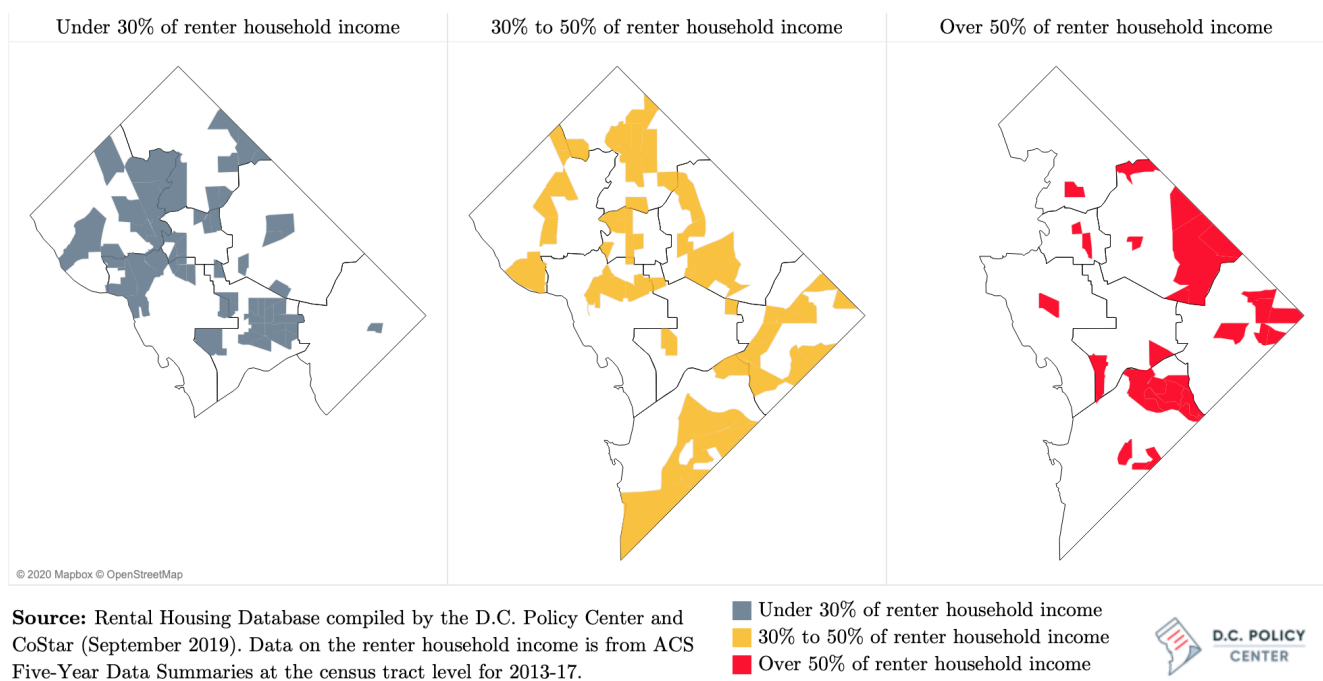 Under 30% of renter household income
30% to 50% of renter household income
Over 50% of renter household income
© 2020 Mapbox © OpenStreetMap
Source: Rental Housing Database compiled by the D.C. Policy Center and
CoStar (September 2019). Data on the renter household income is from ACS
Five-Year Data Summaries at the census tract level for 2013-17.
Under 30% of renter household income
30% to 50% of renter household income
Over 50% of renter household income
D.C. POLICY
CENTER